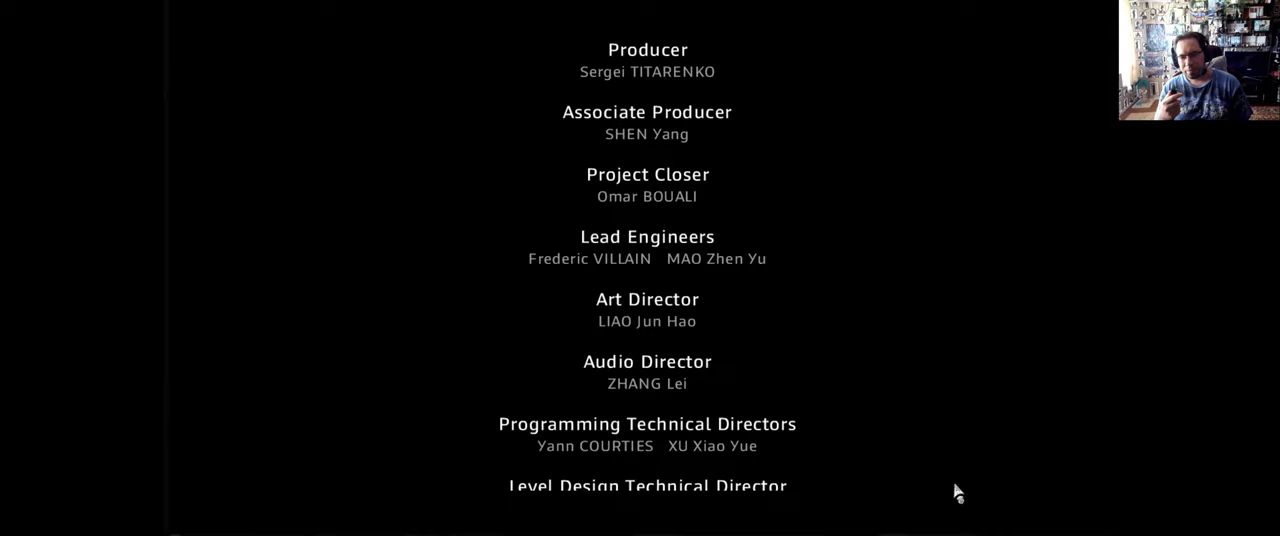 Producer
Sergei TITARENKO
Associate Producer
SHEN Yang
Project Closer
Omar BOUALI
Lead Engineers
Frederic VILLAIN MAO Zhen Yu
Art Director
LIAO Jun Hao
Audio Director
ZHANG Lei
Programming Technical Directors
Yann COURTIES XU Xiao Yue
Level Design Technical Director